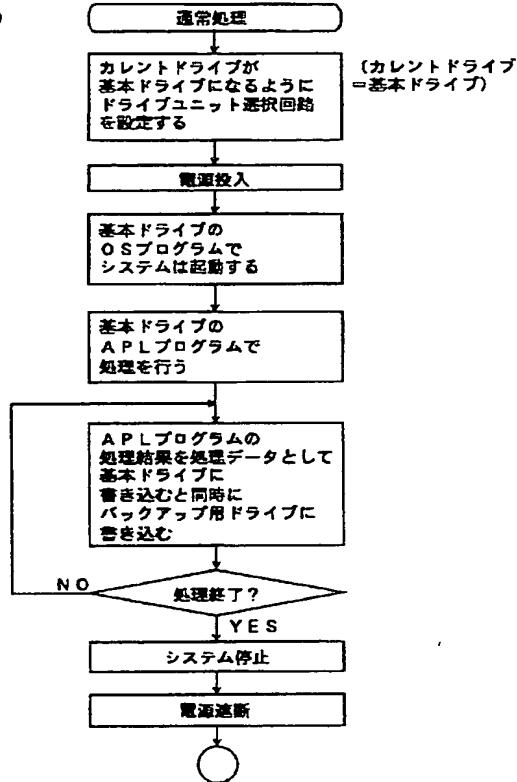 通常処理
カレントドライブが
基本ドライブになるように
ドライブユニット選択回路
を設定する
(カレントドライブ
=基本ドライブ)
電源投入
基本ドライブの
OSプログラムで
システムは起動する
基本ドライブの
APLプログラムで
処理を行う
APLプログラムの
処理結果を処理データとして
基本ドライブに
書き込むと同時に
バックアップ用ドライブに
書き込む
NO
処理終了?
YES
システム停止
電源遮断